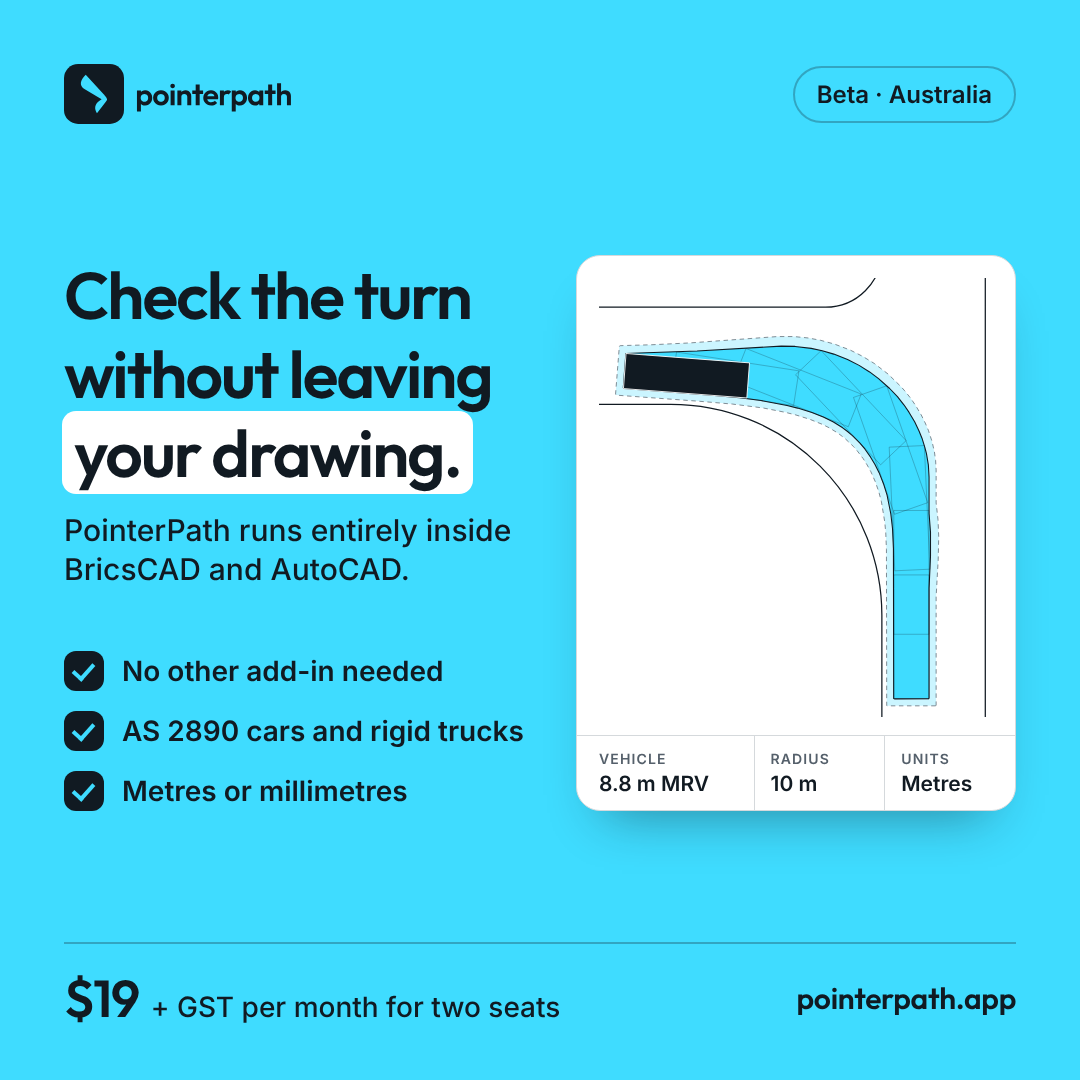 pointerpath
Beta · Australia
Check the turn
without leaving
your drawing.
PointerPath runs entirely inside
BricsCAD and AutoCAD.
No other add-in needed
AS 2890 cars and rigid trucks
Metres or millimetres
VEHICLE
8.8 m MRV
RADIUS
10 m
UNITS
Metres
$19 + GST per month for two seats
pointerpath.app